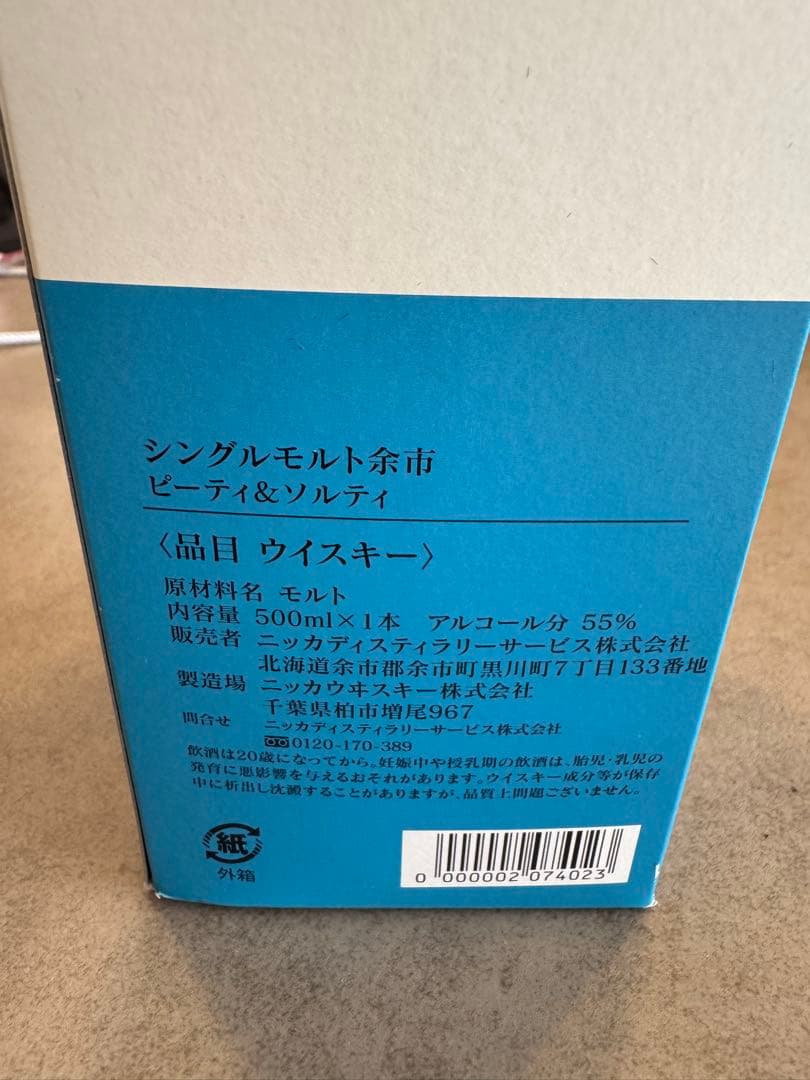 シングルモルト余市
ピーティ&ソルティ
〈品目 ウイスキー〉
原材料名 モルト
内容量 500ml×1本 アルコール分 55%
販売者 ニッカディスティラリーサービス株式会社
北海道余市郡余市町黒川町7丁目133番地
製造場 ニッカウヰスキー株式会社
千葉県柏市増尾967
問合せ ニッカディスティラリーサービス株式会社
0120-170-389
飲酒は20歳になってから。妊娠中や授乳期の飲酒は、胎児・乳児の
発育に悪影響を与えるおそれがあります。ウイスキー成分等が保存
中に析出し沈澱することがありますが、品質上問題ございません。
紙
外箱
0 000002 074023